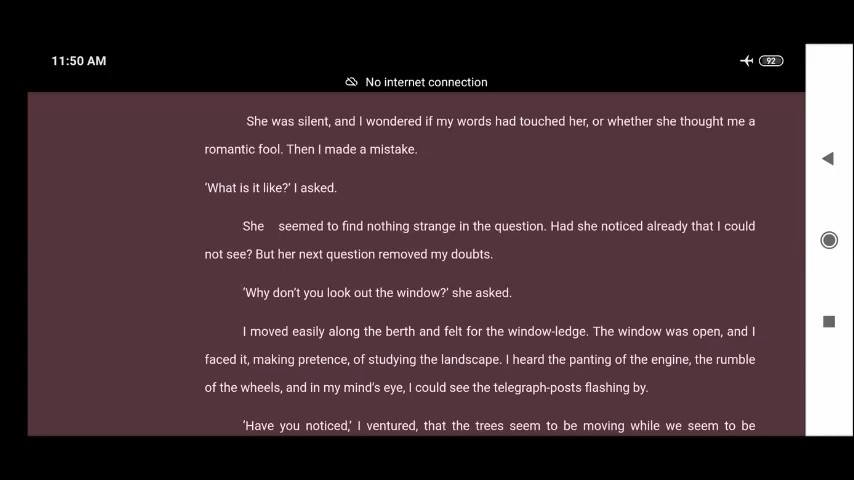 11:50 AM
92
No internet connection
She was silent, and I wondered if my words had touched her, or whether she thought me a
romantic fool. Then I made a mistake.
‘What is it like?’ I asked.
She seemed to find nothing strange in the question. Had she noticed already that I could
not see? But her next question removed my doubts.
‘Why don’t you look out the window?’ she asked.
I moved easily along the berth and felt for the window-ledge. The window was open, and I
faced it, making pretence, of studying the landscape. I heard the panting of the engine, the rumble
of the wheels, and in my mind’s eye, I could see the telegraph-posts flashing by.
‘Have you noticed,’ I ventured, that the trees seem to be moving while we seem to be